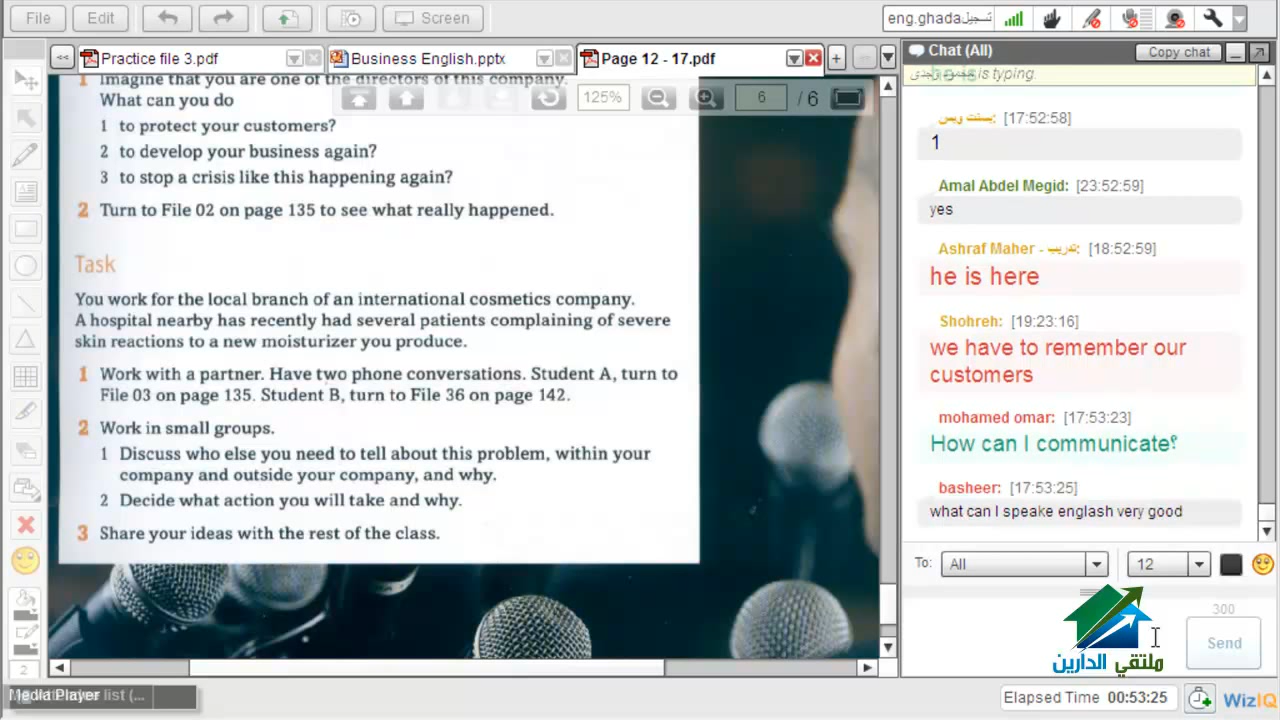 File
Edit
Screen
eng.ghadaتسجيل
<<
Practice file 3.pdf
Business English.pptx
Page 12 - 17.pdf
Chat (All)
Copy chat
is typing.
1 Imagine that you are one of the directors of this company.
What can you do
1 to protect your customers?
2 to develop your business again?
3 to stop a crisis like this happening again?
2 Turn to File 02 on page 135 to see what really happened.
125%
6 / 6
Task
You work for the local branch of an international cosmetics company.
A hospital nearby has recently had several patients complaining of severe
skin reactions to a new moisturizer you produce.
1 Work with a partner. Have two phone conversations. Student A, turn to
File 03 on page 135. Student B, turn to File 36 on page 142.
2 Work in small groups.
1 Discuss who else you need to tell about this problem, within your
company and outside your company, and why.
2 Decide what action you will take and why.
3 Share your ideas with the rest of the class.
he is
[17:52:58]
1
Amal Abdel Megid: [23:52:59]
yes
Ashraf Maher - تدريب: [18:52:59]
he is here
Shohreh: [19:23:16]
we have to remember our
customers
mohamed omar: [17:53:23]
How can I communicate؟
basheer: [17:53:25]
what can I speake englash very good
To: All
12
300
Send
ملتقي الدارين
2
Media Player
list (...
Elapsed Time 00:53:25
WizIQ